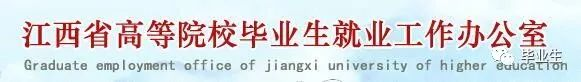 江西省高等院校毕业生就业工作办公室
毕业生
Graduate employment office of jiangxi university of higher education